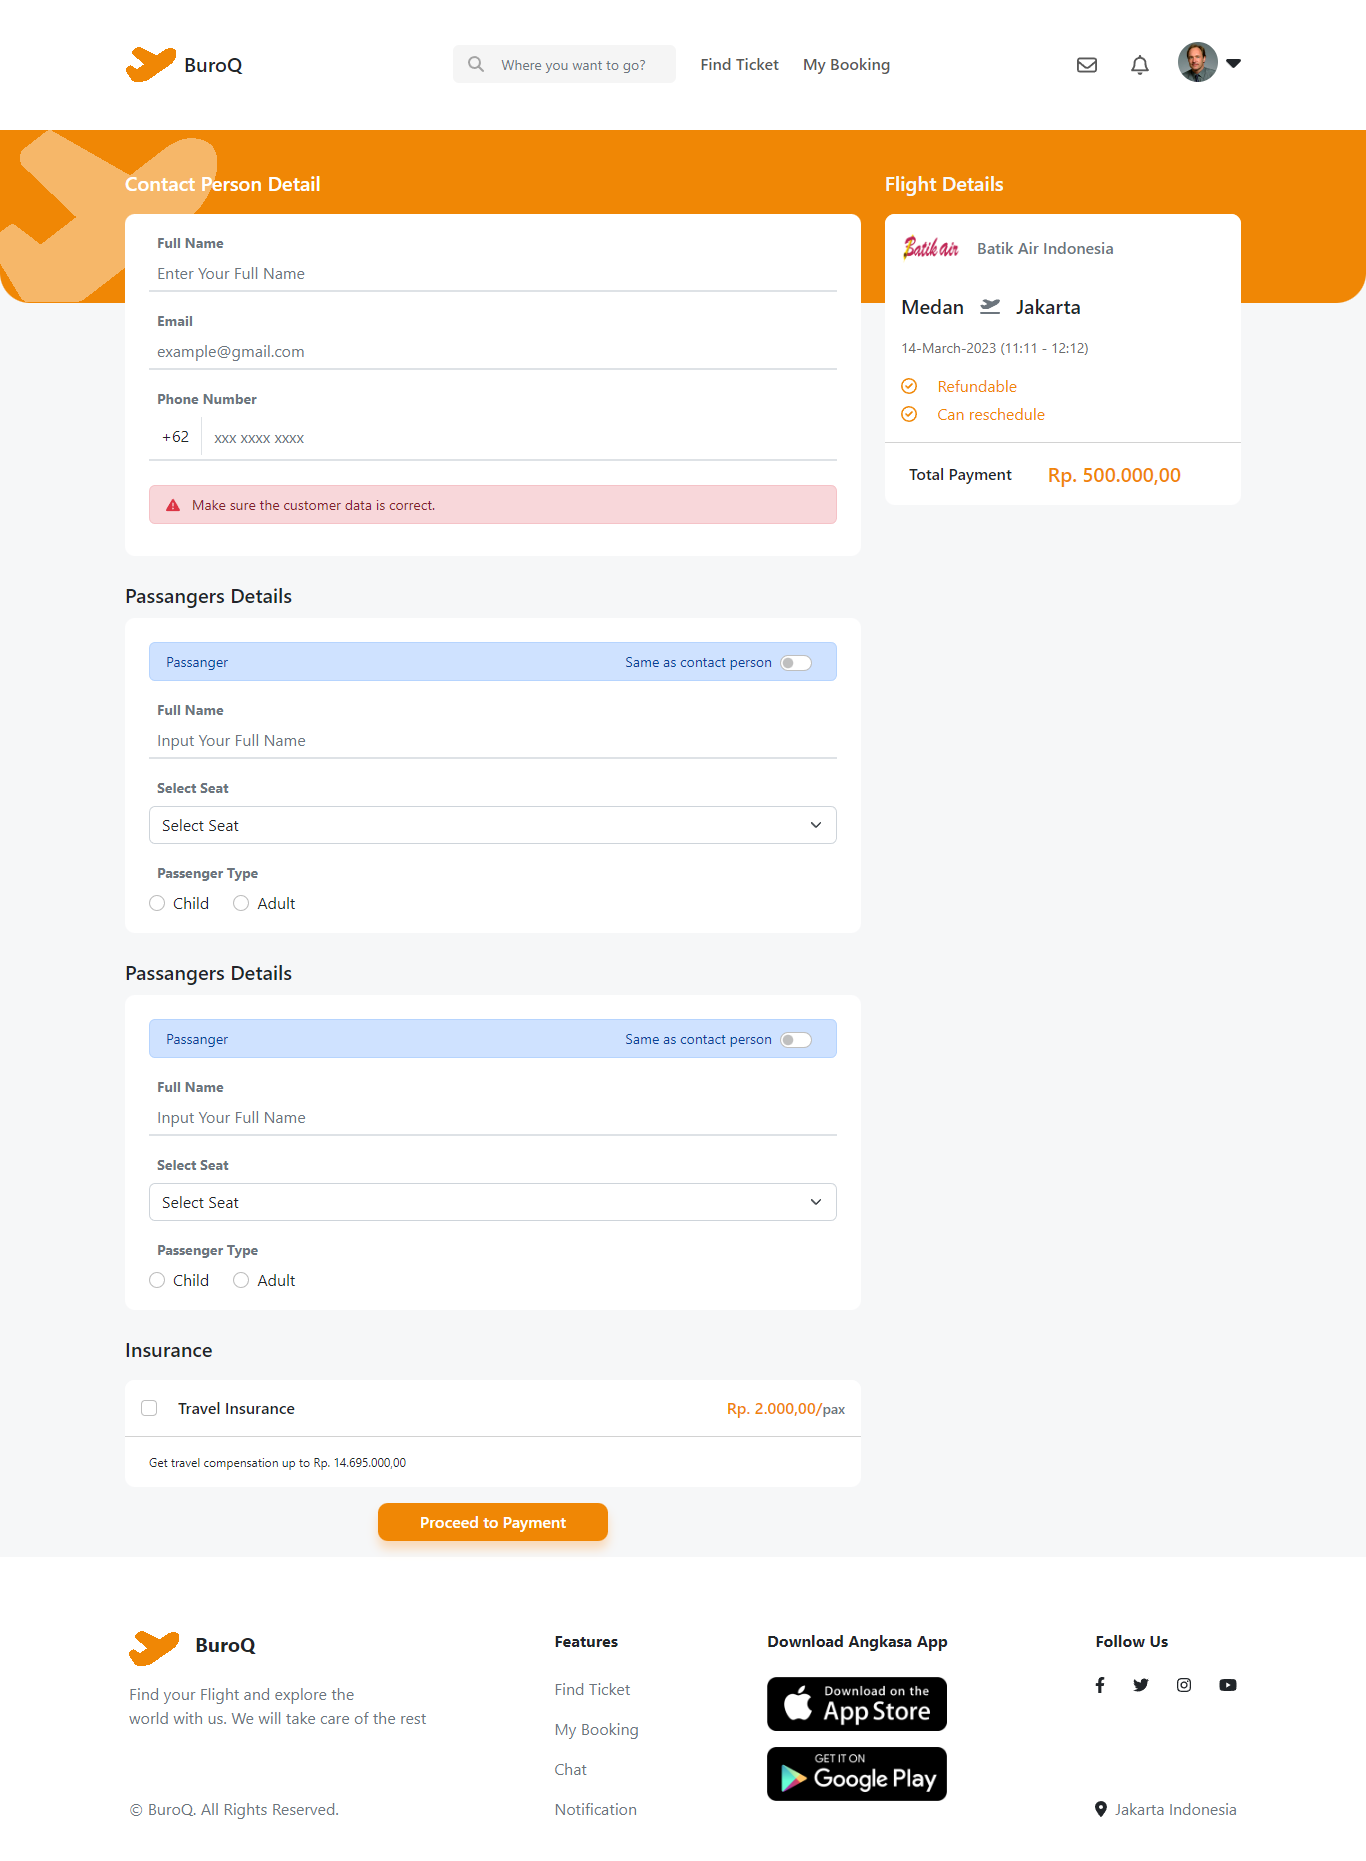 BuroQ
Where you want to go?
Find Ticket
My Booking
Contact Person Detail
Full Name
Enter Your Full Name
Email
example@gmail.com
Phone Number
+62
xxx xxxx xxxx
Make sure the customer data is correct.
Flight Details
Batik Air
Batik Air Indonesia
Medan
Jakarta
14-March-2023 (11:11 - 12:12)
Refundable
Can reschedule
Total Payment
Rp. 500.000,00
Passangers Details
Passanger
Same as contact person
Full Name
Input Your Full Name
Select Seat
Select Seat
Passenger Type
Child
Adult
Passangers Details
Passanger
Same as contact person
Full Name
Input Your Full Name
Select Seat
Select Seat
Passenger Type
Child
Adult
Insurance
Travel Insurance
Rp. 2.000,00/pax
Get travel compensation up to Rp. 14.695.000,00
Proceed to Payment
BuroQ
Find your Flight and explore the
world with us. We will take care of the rest
© BuroQ. All Rights Reserved.
Features
Find Ticket
My Booking
Chat
Notification
Download Angkasa App
Download on the
App Store
GET IT ON
Google Play
Follow Us
Jakarta Indonesia